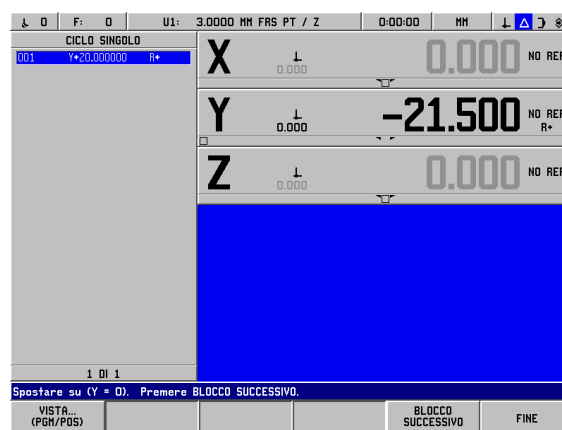 0 F: 0 U1: 3.0000 MM FRS PT / Z 0:00:00 MM
CICLO SINGOLO
001 Y+20.000000 R+
X 0.000 0.000 NO REF
Y 0.000 -21.500 NO REF
R+
Z 0.000 0.000 NO REF
1 DI 1
Spostare su (Y = 0). Premere BLOCCO SUCCESSIVO.
VISTA...
(PGM/POS)
BLOCCO
SUCCESSIVO
FINE